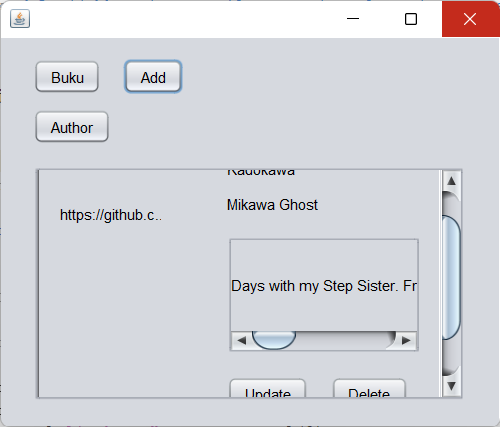 Buku
Add
Author
Kadokawa
Mikawa Ghost
https://github.c..
Days with my Step Sister. Fr
Update
Delete